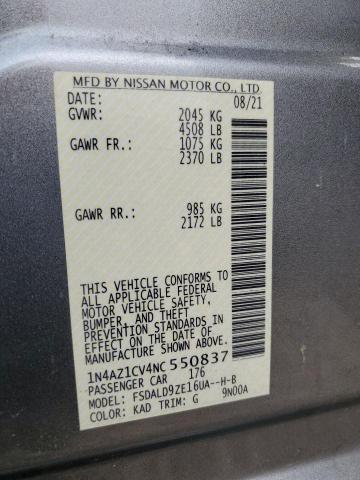 MFD BY NISSAN MOTOR CO., LTD.
DATE: 08/21
GVWR: 2045 KG
4508 LB
GAWR FR.: 1075 KG
2370 LB
GAWR RR.: 985 KG
2172 LB
THIS VEHICLE CONFORMS TO
ALL APPLICABLE FEDERAL
MOTOR VEHICLE SAFETY,
BUMPER, AND THEFT
PREVENTION STANDARDS IN
EFFECT ON THE DATE OF
MANUFACTURE SHOWN ABOVE.
1N4AZ1CV4NC550837
PASSENGER CAR 176
MODEL: FSDALD9ZE16UA--H-B
COLOR: KAD TRIM: G 9N00A